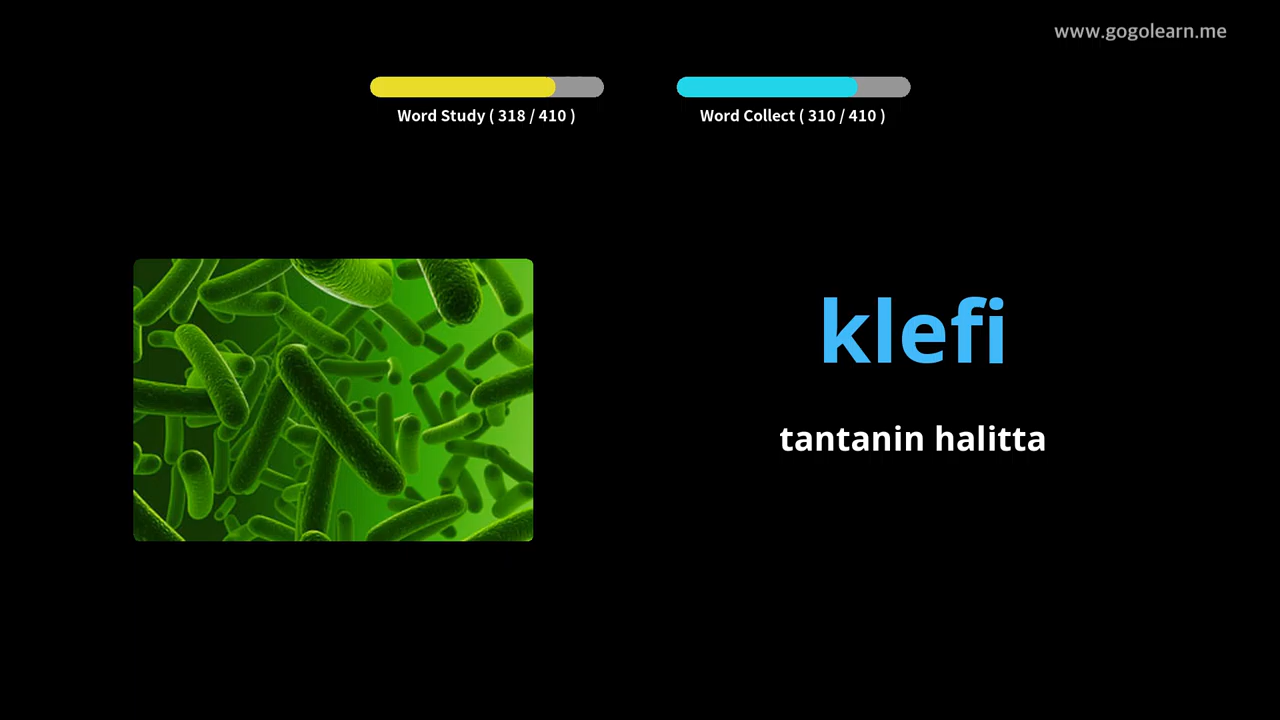 www.gogolearn.me
Word Study ( 318 / 410 )
Word Collect ( 310 / 410 )
klefi
tantanin halitta